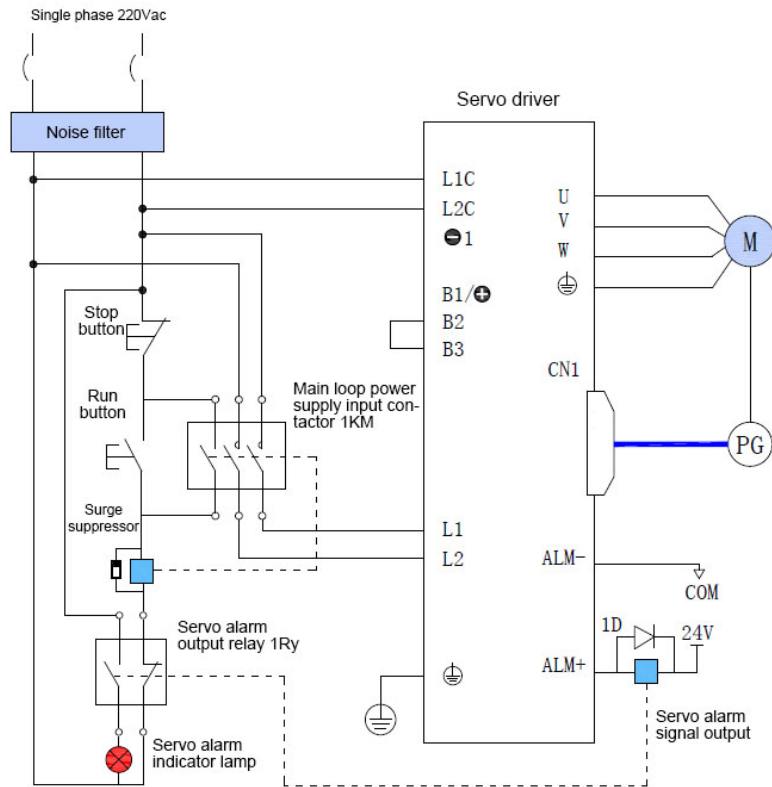 Single phase 220Vac
Noise filter
Servo driver
L1C
L2C
⊖1
B1/⊕
B2
B3
U
V
W
M
CN1
PG
Stop
button
Run
button
Main loop power
supply input con-
tactor 1KM
Surge
suppressor
L1
L2
ALM-
COM
1D
24V
ALM+
Servo alarm
output relay 1Ry
Servo alarm
signal output
Servo alarm
indicator lamp